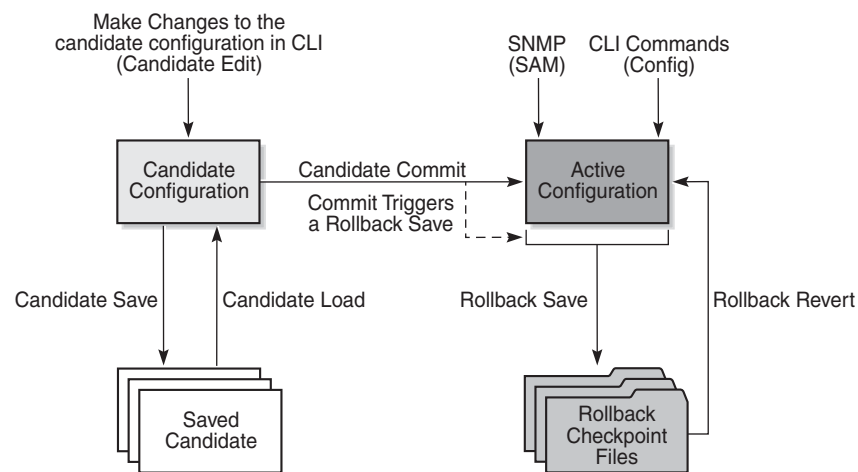 Make Changes to the
candidate configuration in CLI
(Candidate Edit)
SNMP
(SAM)
CLI Commands
(Config)
Candidate
Configuration
Candidate Commit
Commit Triggers
a Rollback Save
Active
Configuration
Candidate Save
Candidate Load
Rollback Save
Rollback Revert
Saved
Candidate
Rollback
Checkpoint
Files